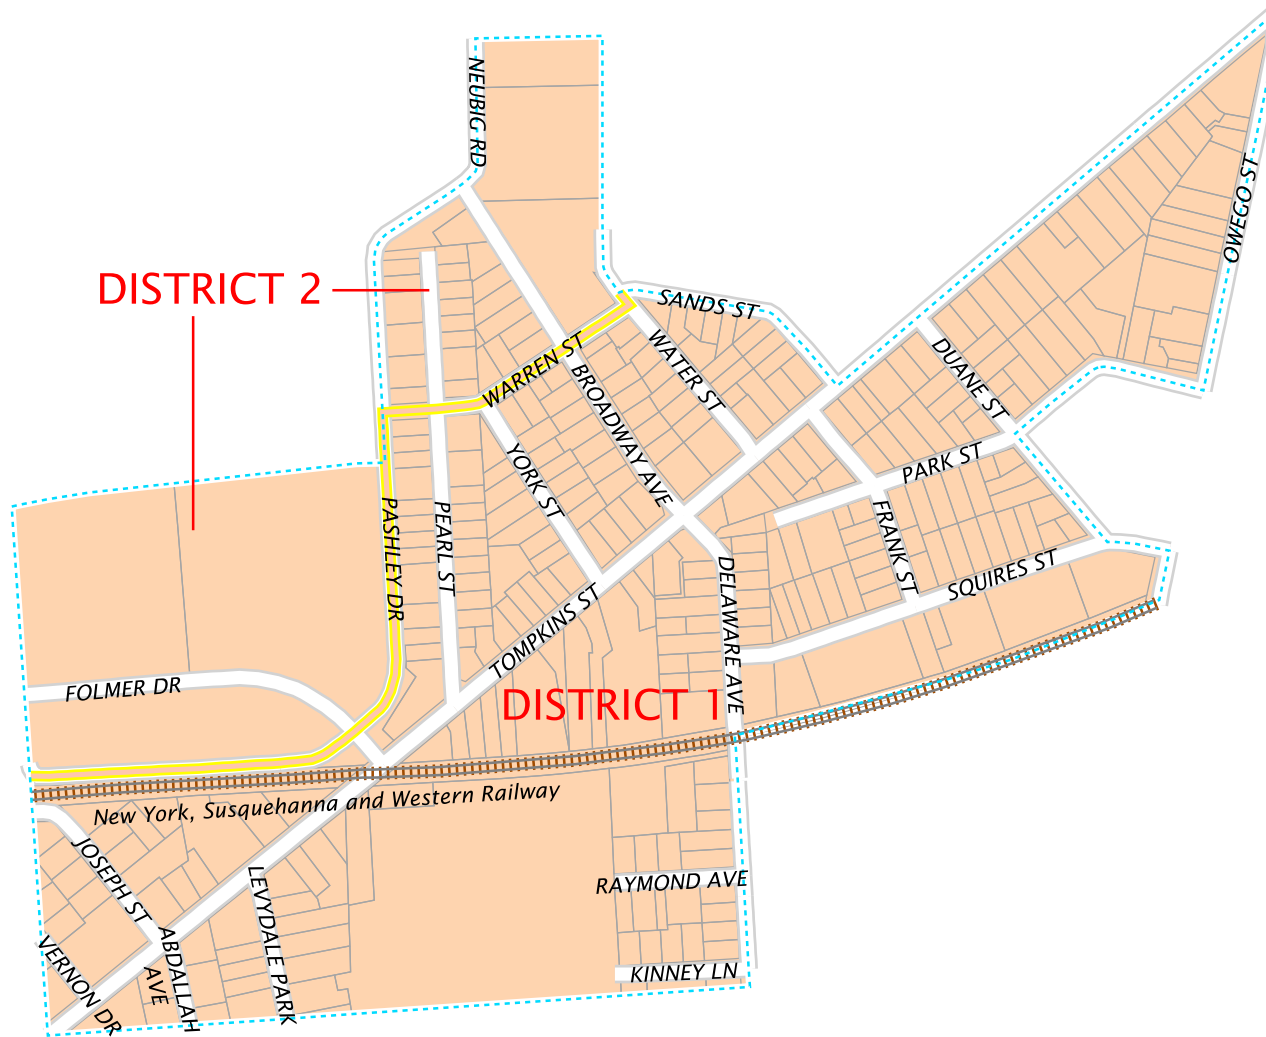 NEUBIG RD
OWEGO ST
DISTRICT 2
SANDS ST
WARREN ST
WATER ST
BROADWAY AVE
DUANE ST
YORK ST
PARK ST
PASHLEY DR
PEARL ST
FRANK ST
SQUIRES ST
DELAWARE AVE
TOMPKINS ST
FOLMER DR
DISTRICT 1
New York, Susquehanna and Western Railway
JOSEPH ST
LEVYDALE PARK
RAYMOND AVE
VERNON DR
ABDALLAH
AVE
KINNEY LN